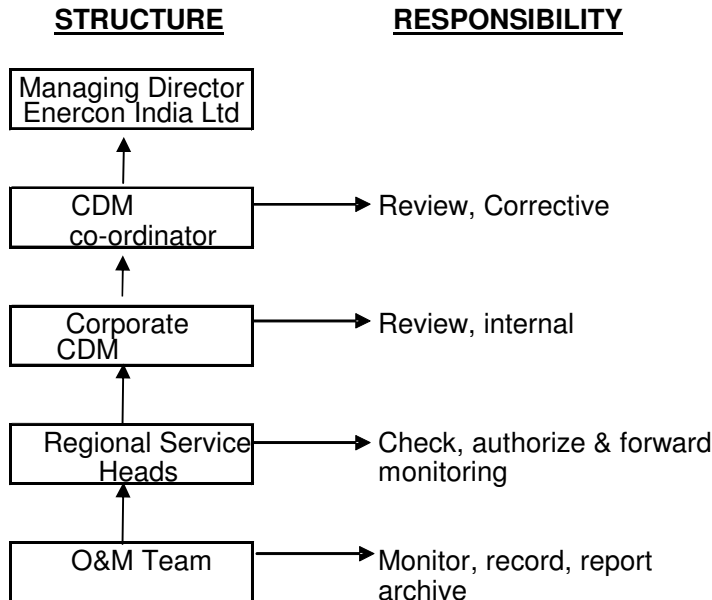 STRUCTURE RESPONSIBILITY
Managing Director
Enercon India Ltd
CDM
co-ordinator
Review, Corrective
Corporate
CDM
Review, internal
Regional Service
Heads
Check, authorize & forward
monitoring
O&M Team
Monitor, record, report
archive